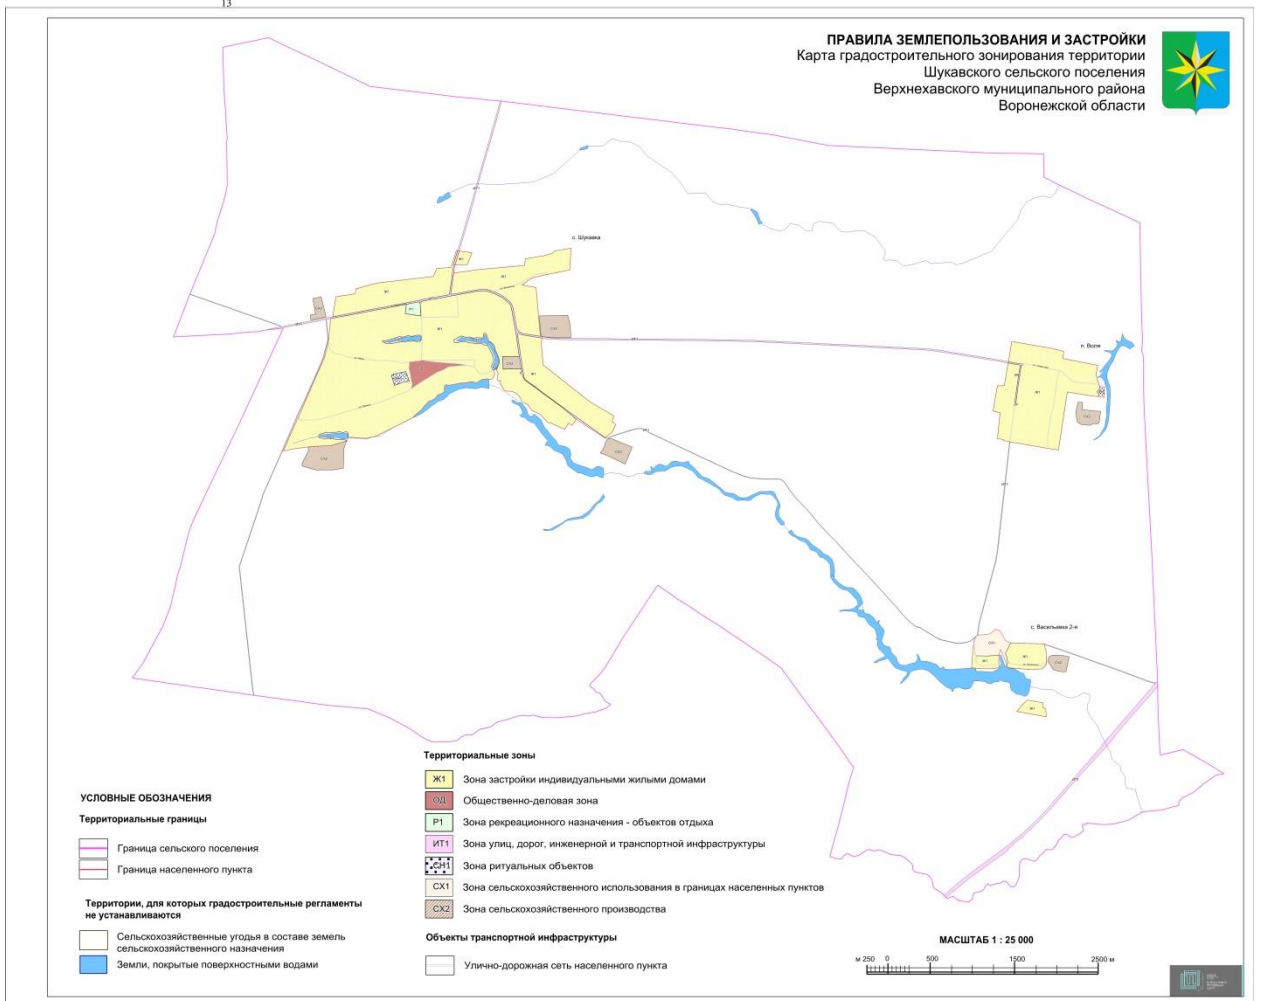 13
ПРАВИЛА ЗЕМЛЕПОЛЬЗОВАНИЯ И ЗАСТРОЙКИ
Карта градостроительного зонирования территории
Шукавского сельского поселения
Верхнехавского муниципального района
Воронежской области
с. Шукавка
п. Воля
с. Васильевка 2-я
УСЛОВНЫЕ ОБОЗНАЧЕНИЯ
Территориальные границы
Граница сельского поселения
Граница населенного пункта
Территории, для которых градостроительные регламенты
не устанавливаются
Сельскохозяйственные угодья в составе земель
сельскохозяйственного назначения
Земли, покрытые поверхностными водами
Территориальные зоны
Ж1 Зона застройки индивидуальными жилыми домами
ОД Общественно-деловая зона
Р1 Зона рекреационного назначения - объектов отдыха
ИТ1 Зона улиц, дорог, инженерной и транспортной инфраструктуры
СН1 Зона ритуальных объектов
СХ1 Зона сельскохозяйственного использования в границах населенных пунктов
СХ2 Зона сельскохозяйственного производства
Объекты транспортной инфраструктуры
Улично-дорожная сеть населенного пункта
МАСШТАБ 1 : 25 000
м 250 0 500 1500 2500 м